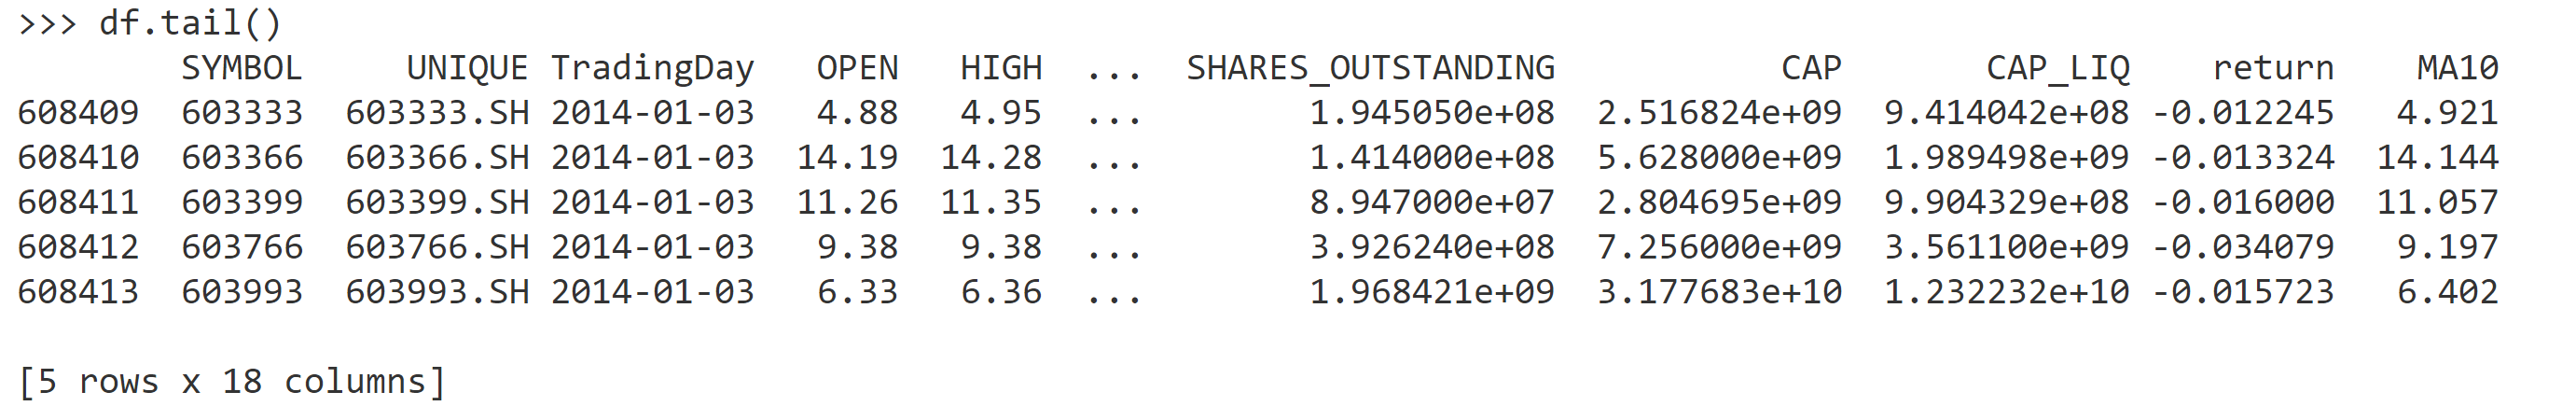 >>> df.tail()
        SYMBOL     UNIQUE TradingDay   OPEN   HIGH  ...  SHARES_OUTSTANDING           CAP       CAP_LIQ    return    MA10
608409  603333  603333.SH 2014-01-03   4.88   4.95  ...        1.945050e+08  2.516824e+09  9.414042e+08 -0.012245   4.921
608410  603366  603366.SH 2014-01-03  14.19  14.28  ...        1.414000e+08  5.628000e+09  1.989498e+09 -0.013324  14.144
608411  603399  603399.SH 2014-01-03  11.26  11.35  ...        8.947000e+07  2.804695e+09  9.904329e+08 -0.016000  11.057
608412  603766  603766.SH 2014-01-03   9.38   9.38  ...        3.926240e+08  7.256000e+09  3.561100e+09 -0.034079   9.197
608413  603993  603993.SH 2014-01-03   6.33   6.36  ...        1.968421e+09  3.177683e+10  1.232232e+10 -0.015723   6.402
[5 rows x 18 columns]